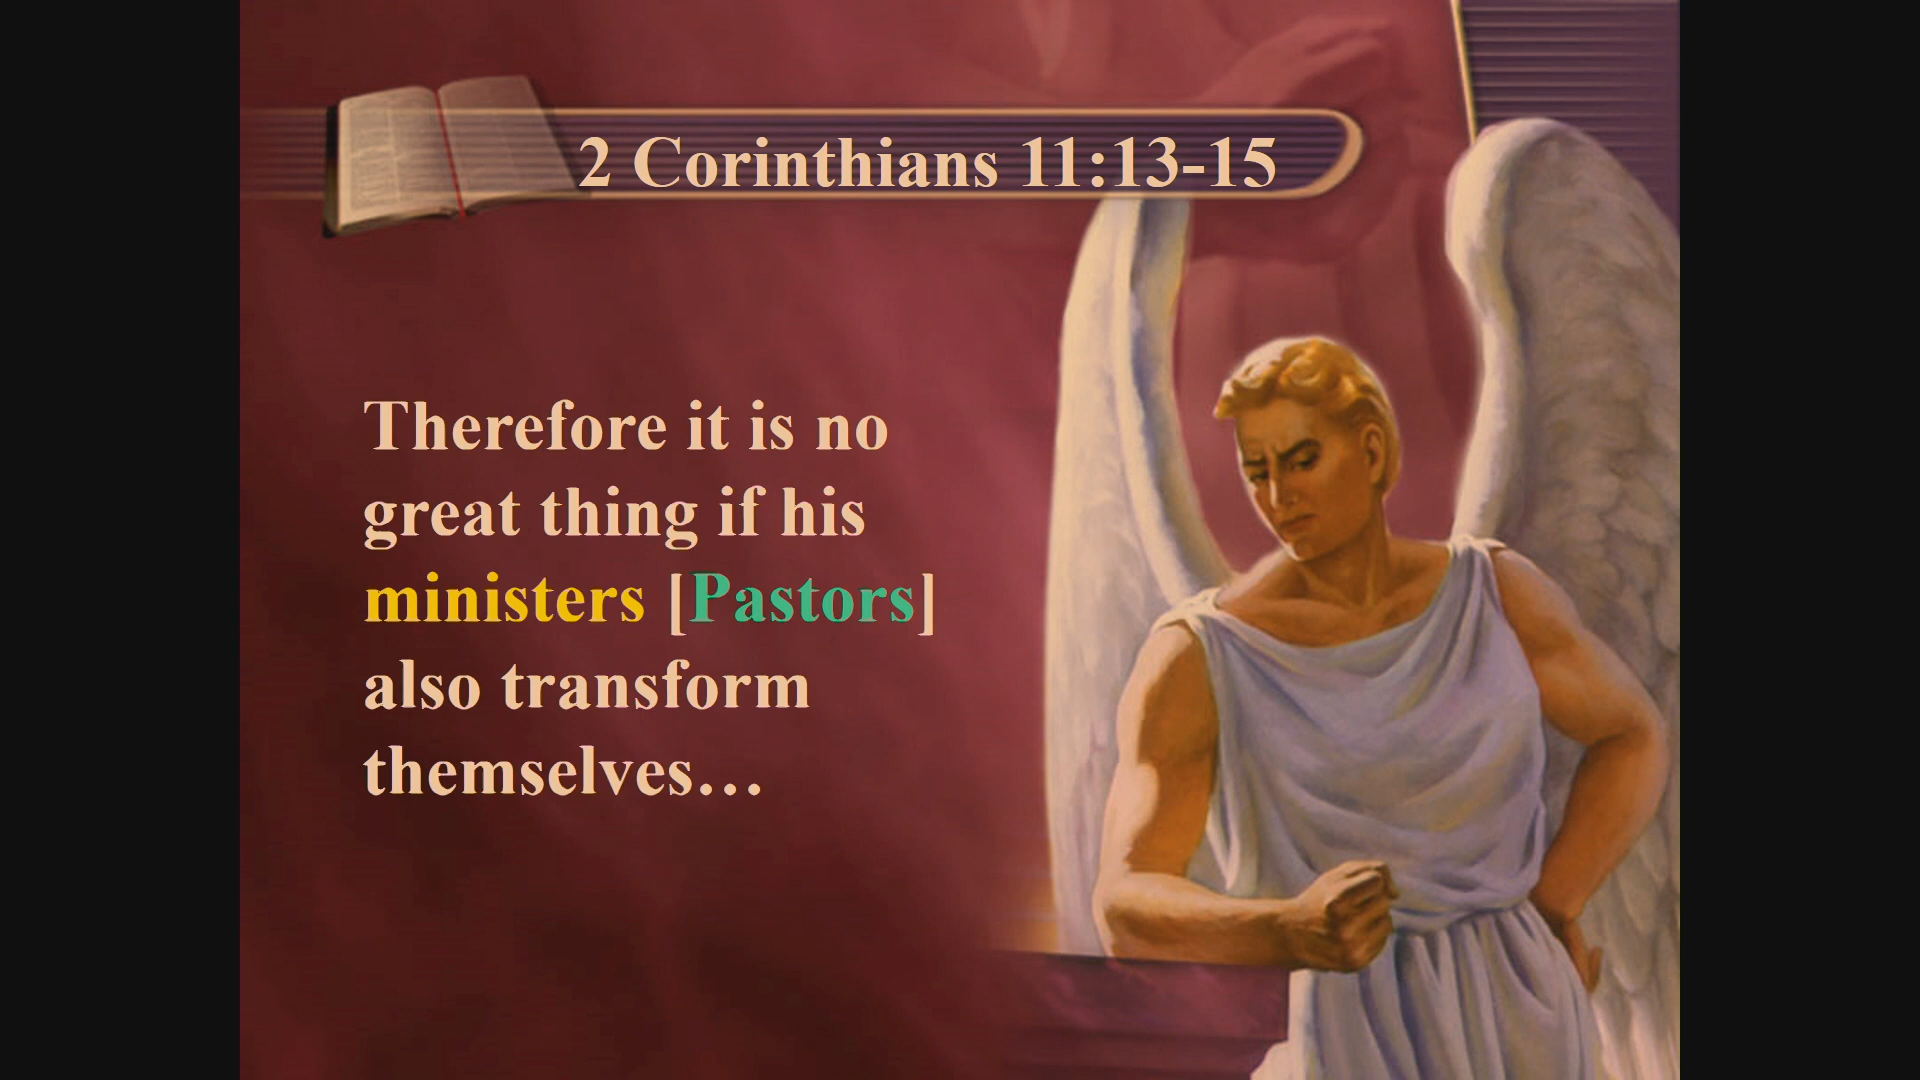 2 Corinthians 11:13-15
Therefore it is no
great thing if his
ministers [Pastors]
also transform
themselves…